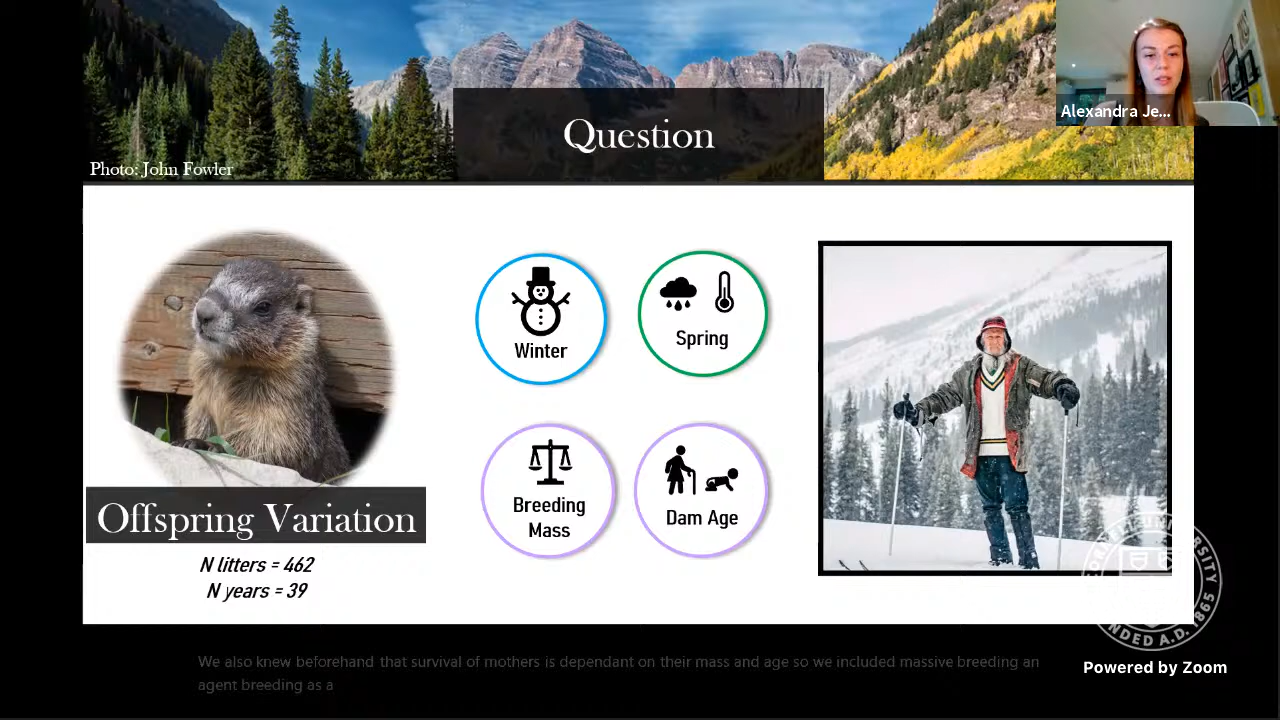 Question
Alexandra Je...
Photo: John Fowler
Winter
Spring
Breeding
Mass
Dam Age
Offspring Variation
N litters = 462
N years = 39
NDED A.D. 1865
We also knew beforehand that survival of mothers is dependant on their mass and age so we included massive breeding an
agent breeding as a
Powered by Zoom